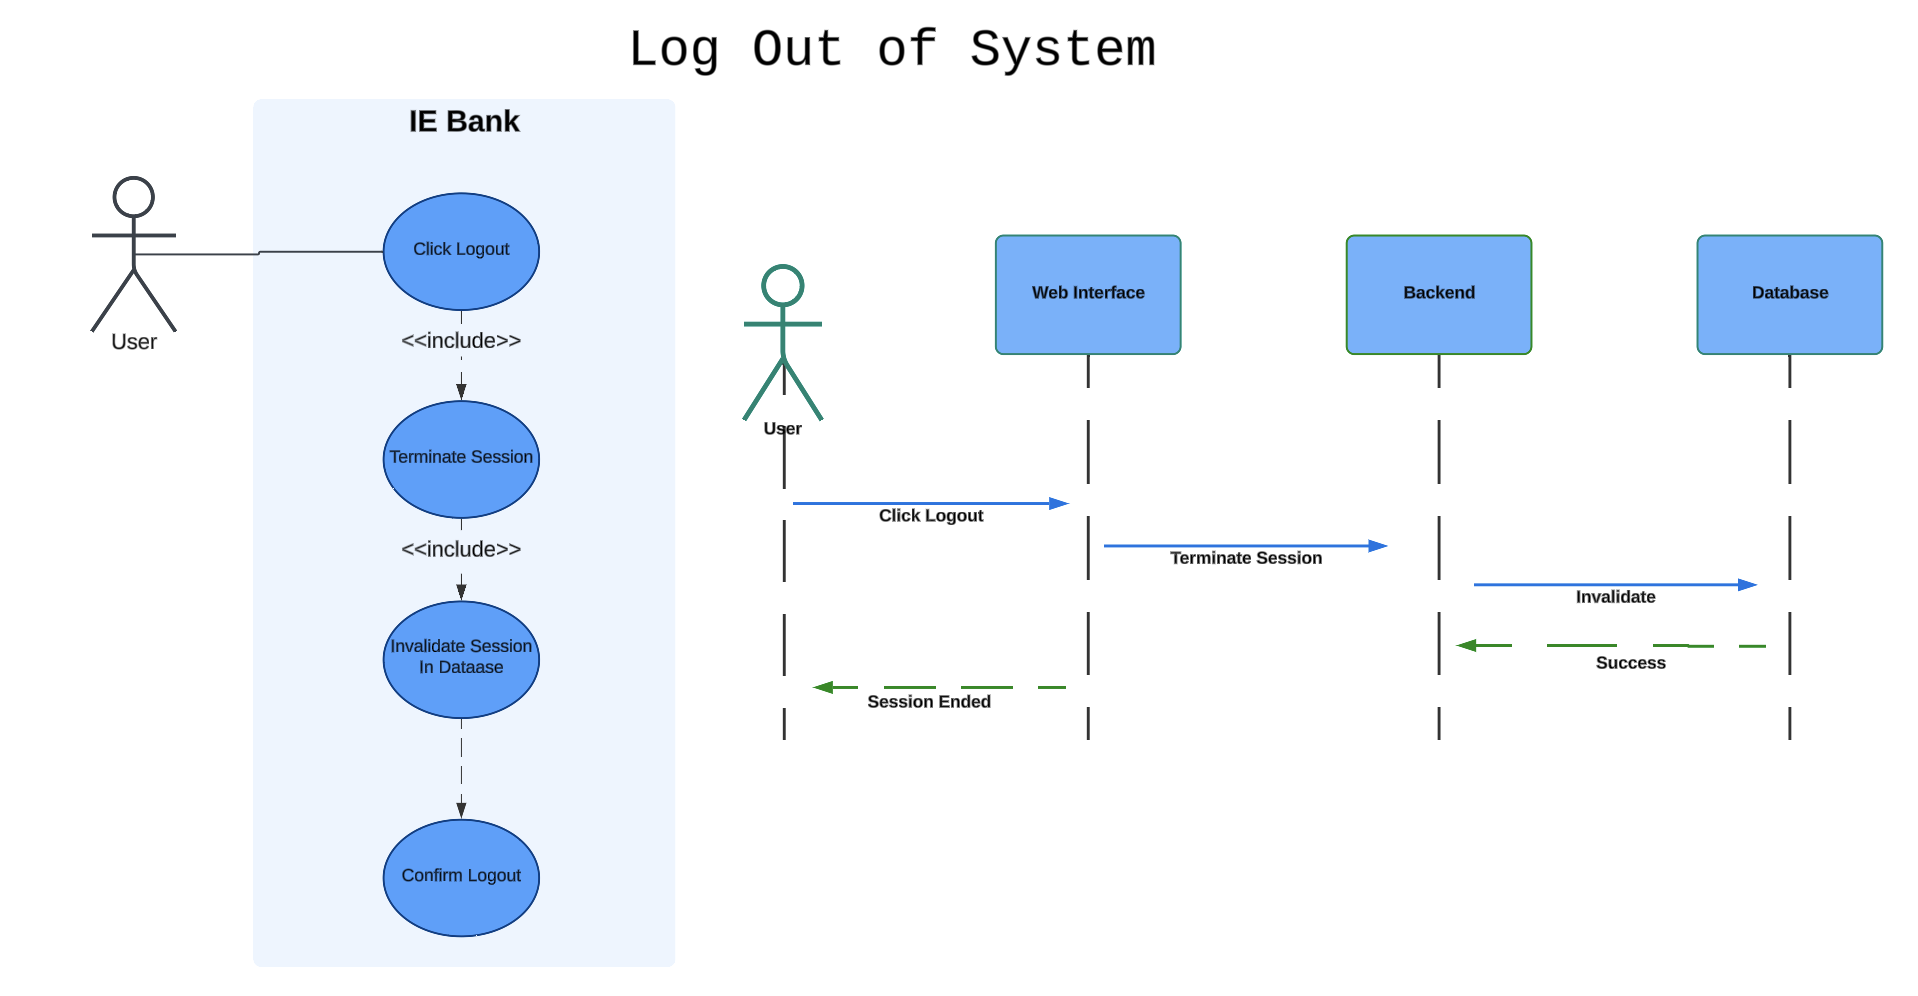 Log Out of System
IE Bank
User
Click Logout
<<include>>
Terminate Session
<<include>>
Invalidate Session
In Dataase
Confirm Logout
User
Web Interface
Backend
Database
Click Logout
Terminate Session
Invalidate
Success
Session Ended